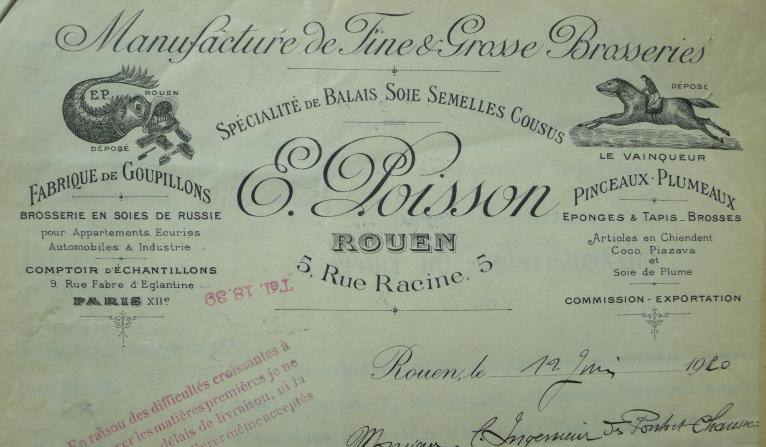 Manufacture de Fine & Grosse Brosseries
E.P. ROUEN
DÉPOSÉ
FABRIQUE DE GOUPILLONS
BROSSERIE EN SOIES DE RUSSIE
pour Appartements, Ecuries
Automobiles & Industrie
COMPTOIR D'ÉCHANTILLONS
9, Rue Fabre d'Eglantine
PARIS XIIe
SPÉCIALITÉ DE BALAIS SOIE SEMELLES COUSUS
E. Poisson
ROUEN
5, Rue Racine. 5
Tél. 18.39
DÉPOSÉ
LE VAINQUEUR
PINCEAUX - PLUMEAUX
EPONGES & TAPIS _ BROSSES
Articles en Chiendent
Coco, Piazava
et
Soie de Plume
COMMISSION - EXPORTATION
Rouen, le 12 Juin 1920
En raison des difficultés croissantes à
les matières premières je ne
délais de livraison, ni la
même acceptés
Monsieur l'Ingénieur des Ponts et Chaussées